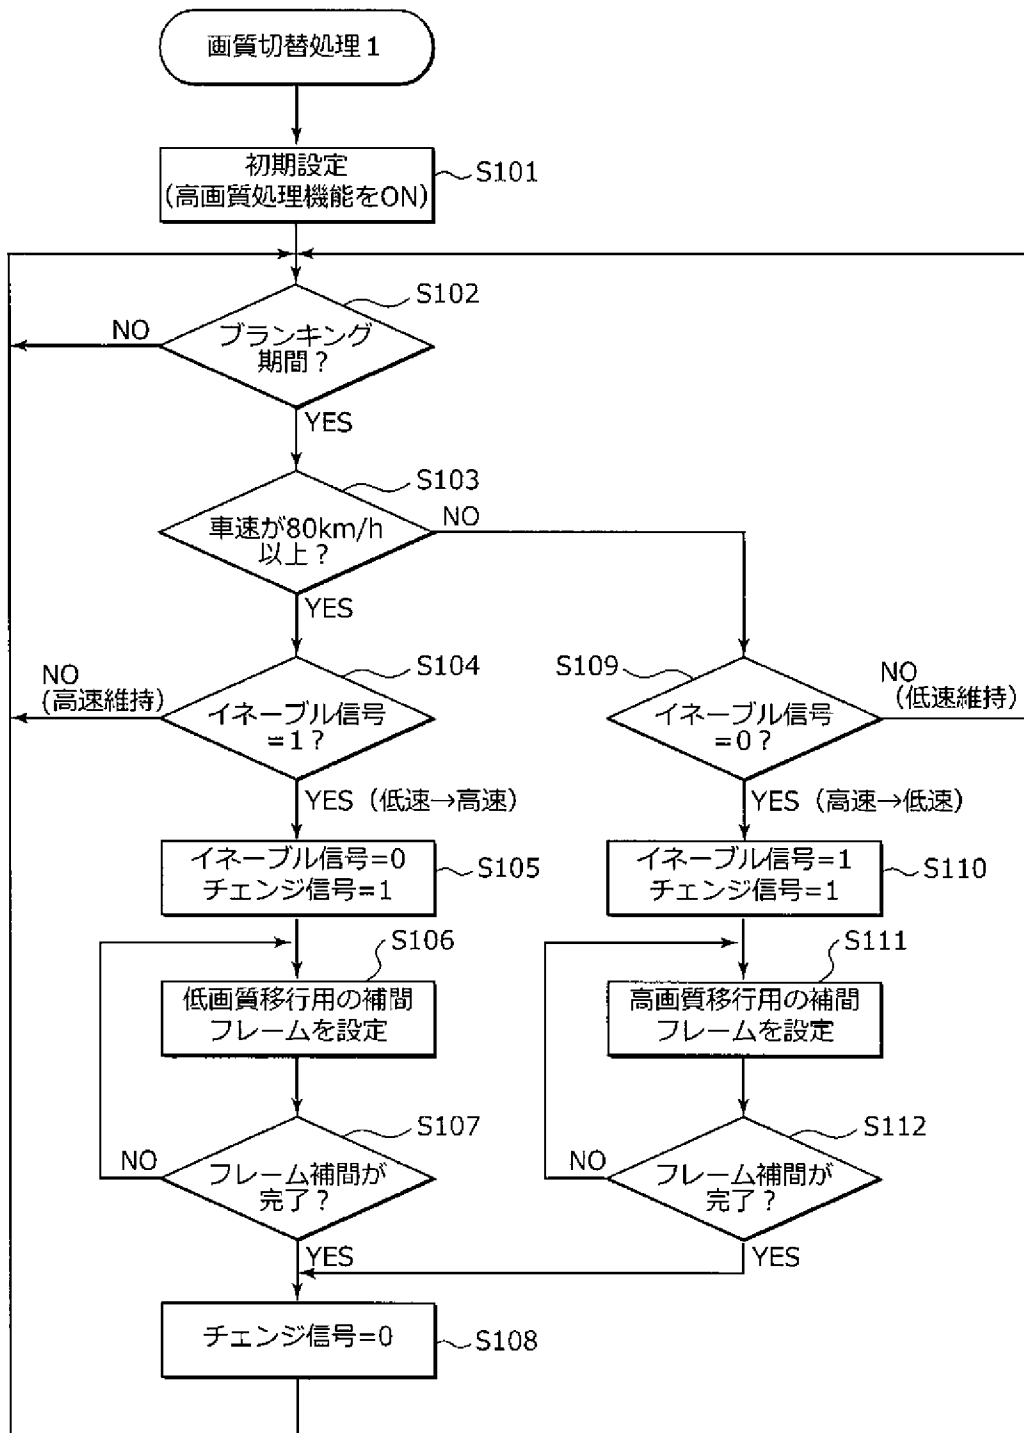 画質切替処理1
初期設定
(高画質処理機能をON)
S101
S102
NO
ブランキング
期間？
YES
S103
車速が80km/h
以上？
NO
YES
S104
NO
(高速維持)
イネーブル信号
=1？
YES（低速→高速）
S109
イネーブル信号
=0？
NO
(低速維持)
YES（高速→低速）
イネーブル信号=0
チェンジ信号=1
S105
イネーブル信号=1
チェンジ信号=1
S110
S106
低画質移行用の補間
フレームを設定
S111
高画質移行用の補間
フレームを設定
S107
NO
フレーム補間が
完了？
YES
S112
NO
フレーム補間が
完了？
YES
チェンジ信号=0
S108